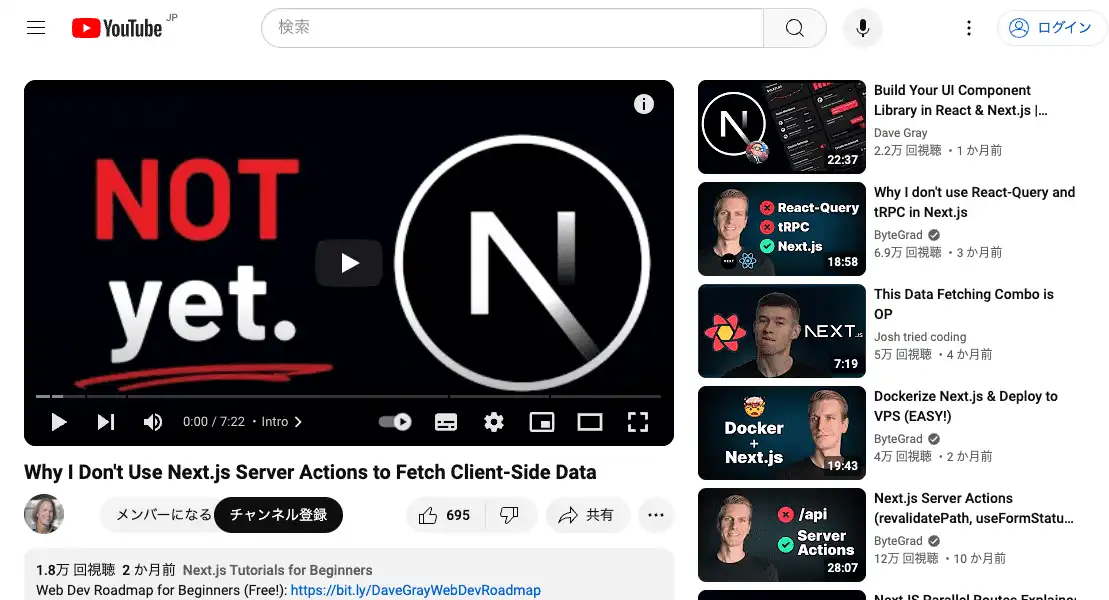 YouTube JP
検索
ログイン
NOT
yet.
0:00 / 7:22 • Intro
Why I Don't Use Next.js Server Actions to Fetch Client-Side Data
メンバーになる
チャンネル登録
695
共有
1.8万 回視聴 2 か月前 Next.js Tutorials for Beginners
Web Dev Roadmap for Beginners (Free!): https://bit.ly/DaveGrayWebDevRoadmap
22:37
Build Your UI Component
Library in React & Next.js |...
Dave Gray
2.2万 回視聴 • 1 か月前
React-Query
tRPC
Next.js
18:58
Why I don't use React-Query and
tRPC in Next.js
ByteGrad
6.9万 回視聴 • 3 か月前
NEXT.JS
7:19
This Data Fetching Combo is
OP
Josh tried coding
5万 回視聴 • 4 か月前
Docker
+
Next.js
19:43
Dockerize Next.js & Deploy to
VPS (EASY!)
ByteGrad
4万 回視聴 • 2 か月前
/api
Server
Actions
28:07
Next.js Server Actions
(revalidatePath, useFormStatu...
ByteGrad
12万 回視聴 • 10 か月前